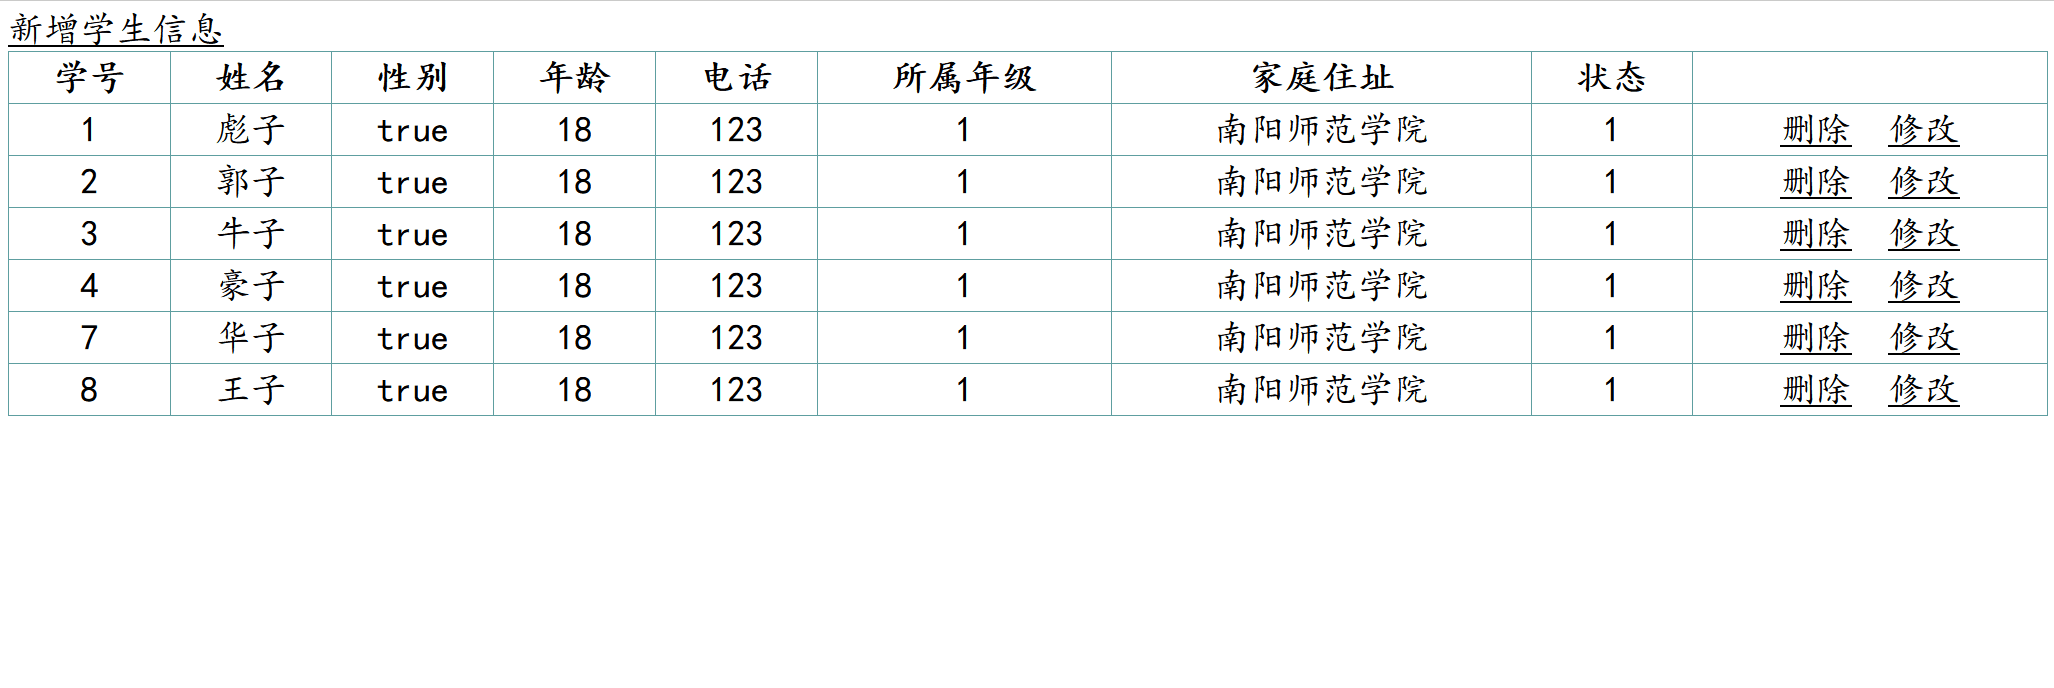 新增学生信息
学号 姓名 性别 年龄 电话 所属年级 家庭住址 状态
1 彪子 true 18 123 1 南阳师范学院 1 删除 修改
2 郭子 true 18 123 1 南阳师范学院 1 删除 修改
3 牛子 true 18 123 1 南阳师范学院 1 删除 修改
4 豪子 true 18 123 1 南阳师范学院 1 删除 修改
7 华子 true 18 123 1 南阳师范学院 1 删除 修改
8 王子 true 18 123 1 南阳师范学院 1 删除 修改